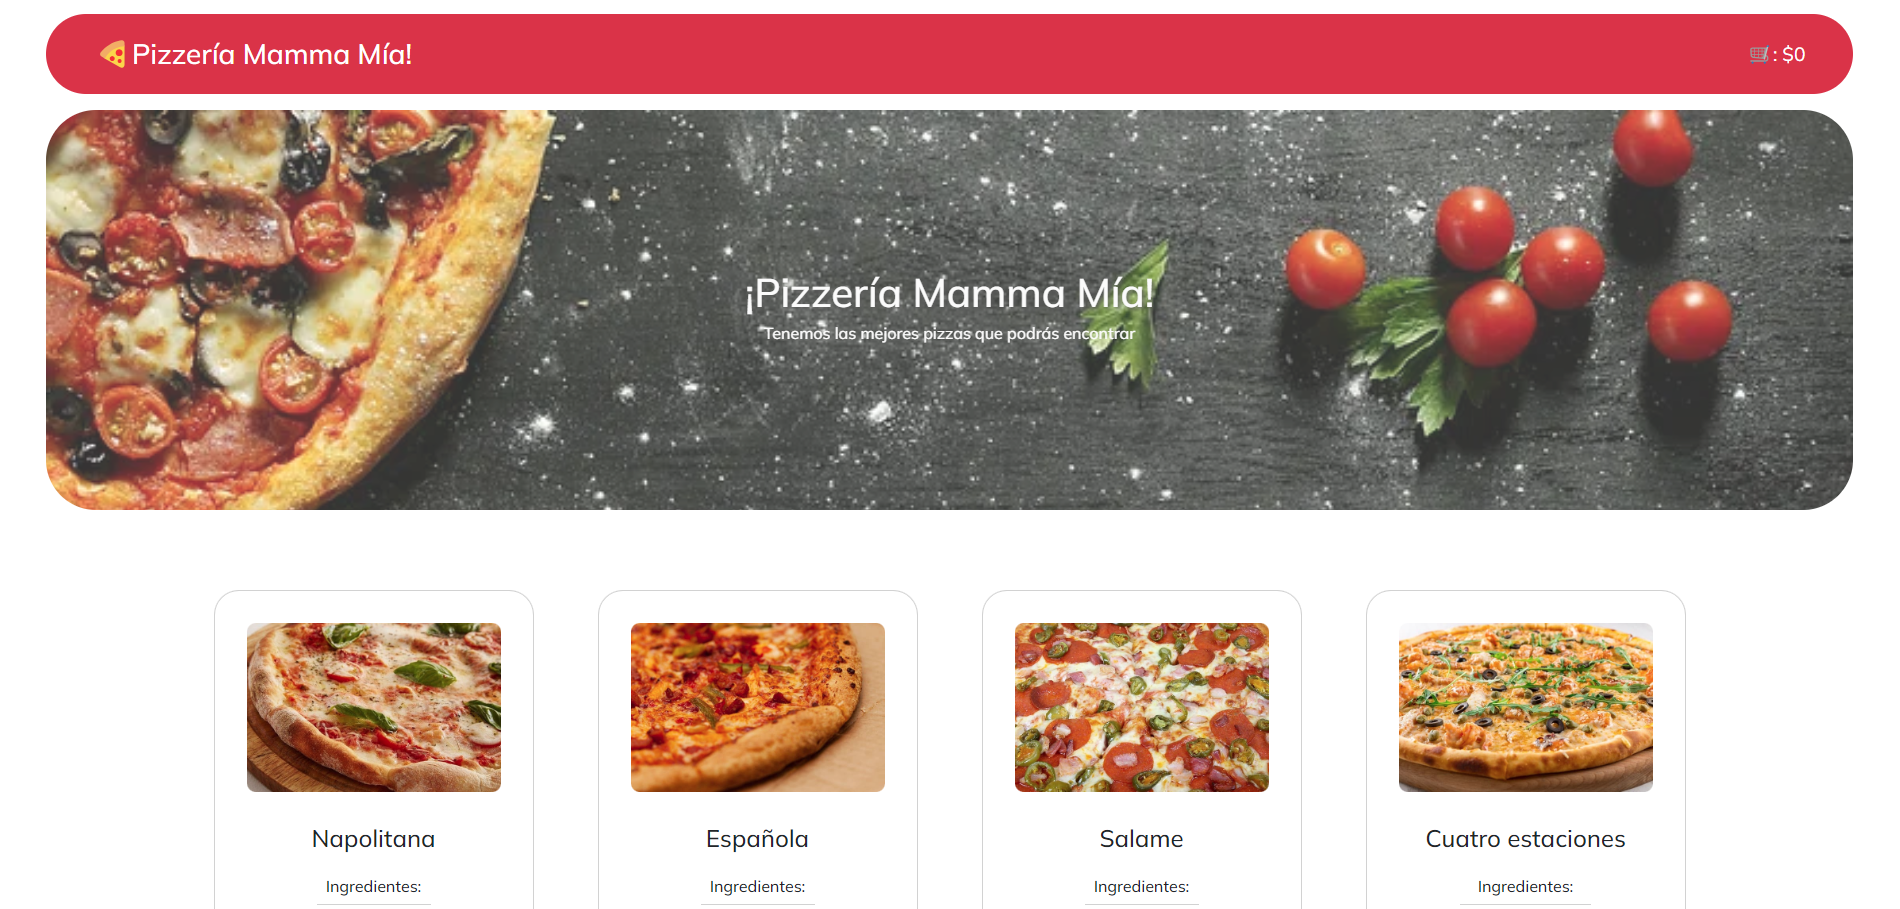 🍕Pizzería Mamma Mía!
🛒: $0
¡Pizzería Mamma Mía!
Tenemos las mejores pizzas que podrás encontrar
Napolitana
Española
Salame
Cuatro estaciones
Ingredientes:
Ingredientes:
Ingredientes:
Ingredientes: